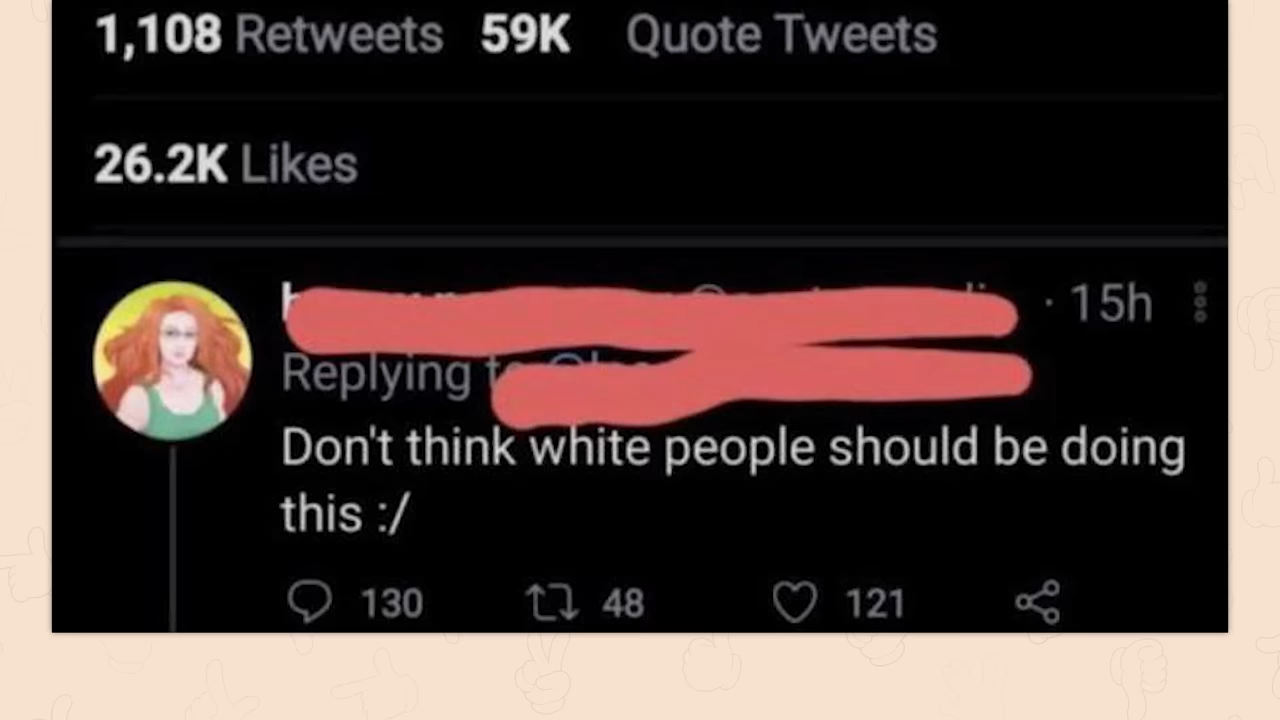 1,108 Retweets 59K Quote Tweets
26.2K Likes
· 15h
Replying
Don't think white people should be doing
this :/
130 48 121